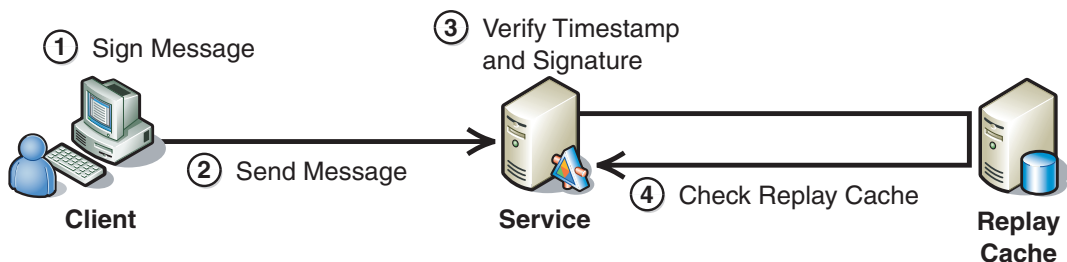 1 Sign Message
3 Verify Timestamp
and Signature
2 Send Message
4 Check Replay Cache
Client
Service
Replay
Cache